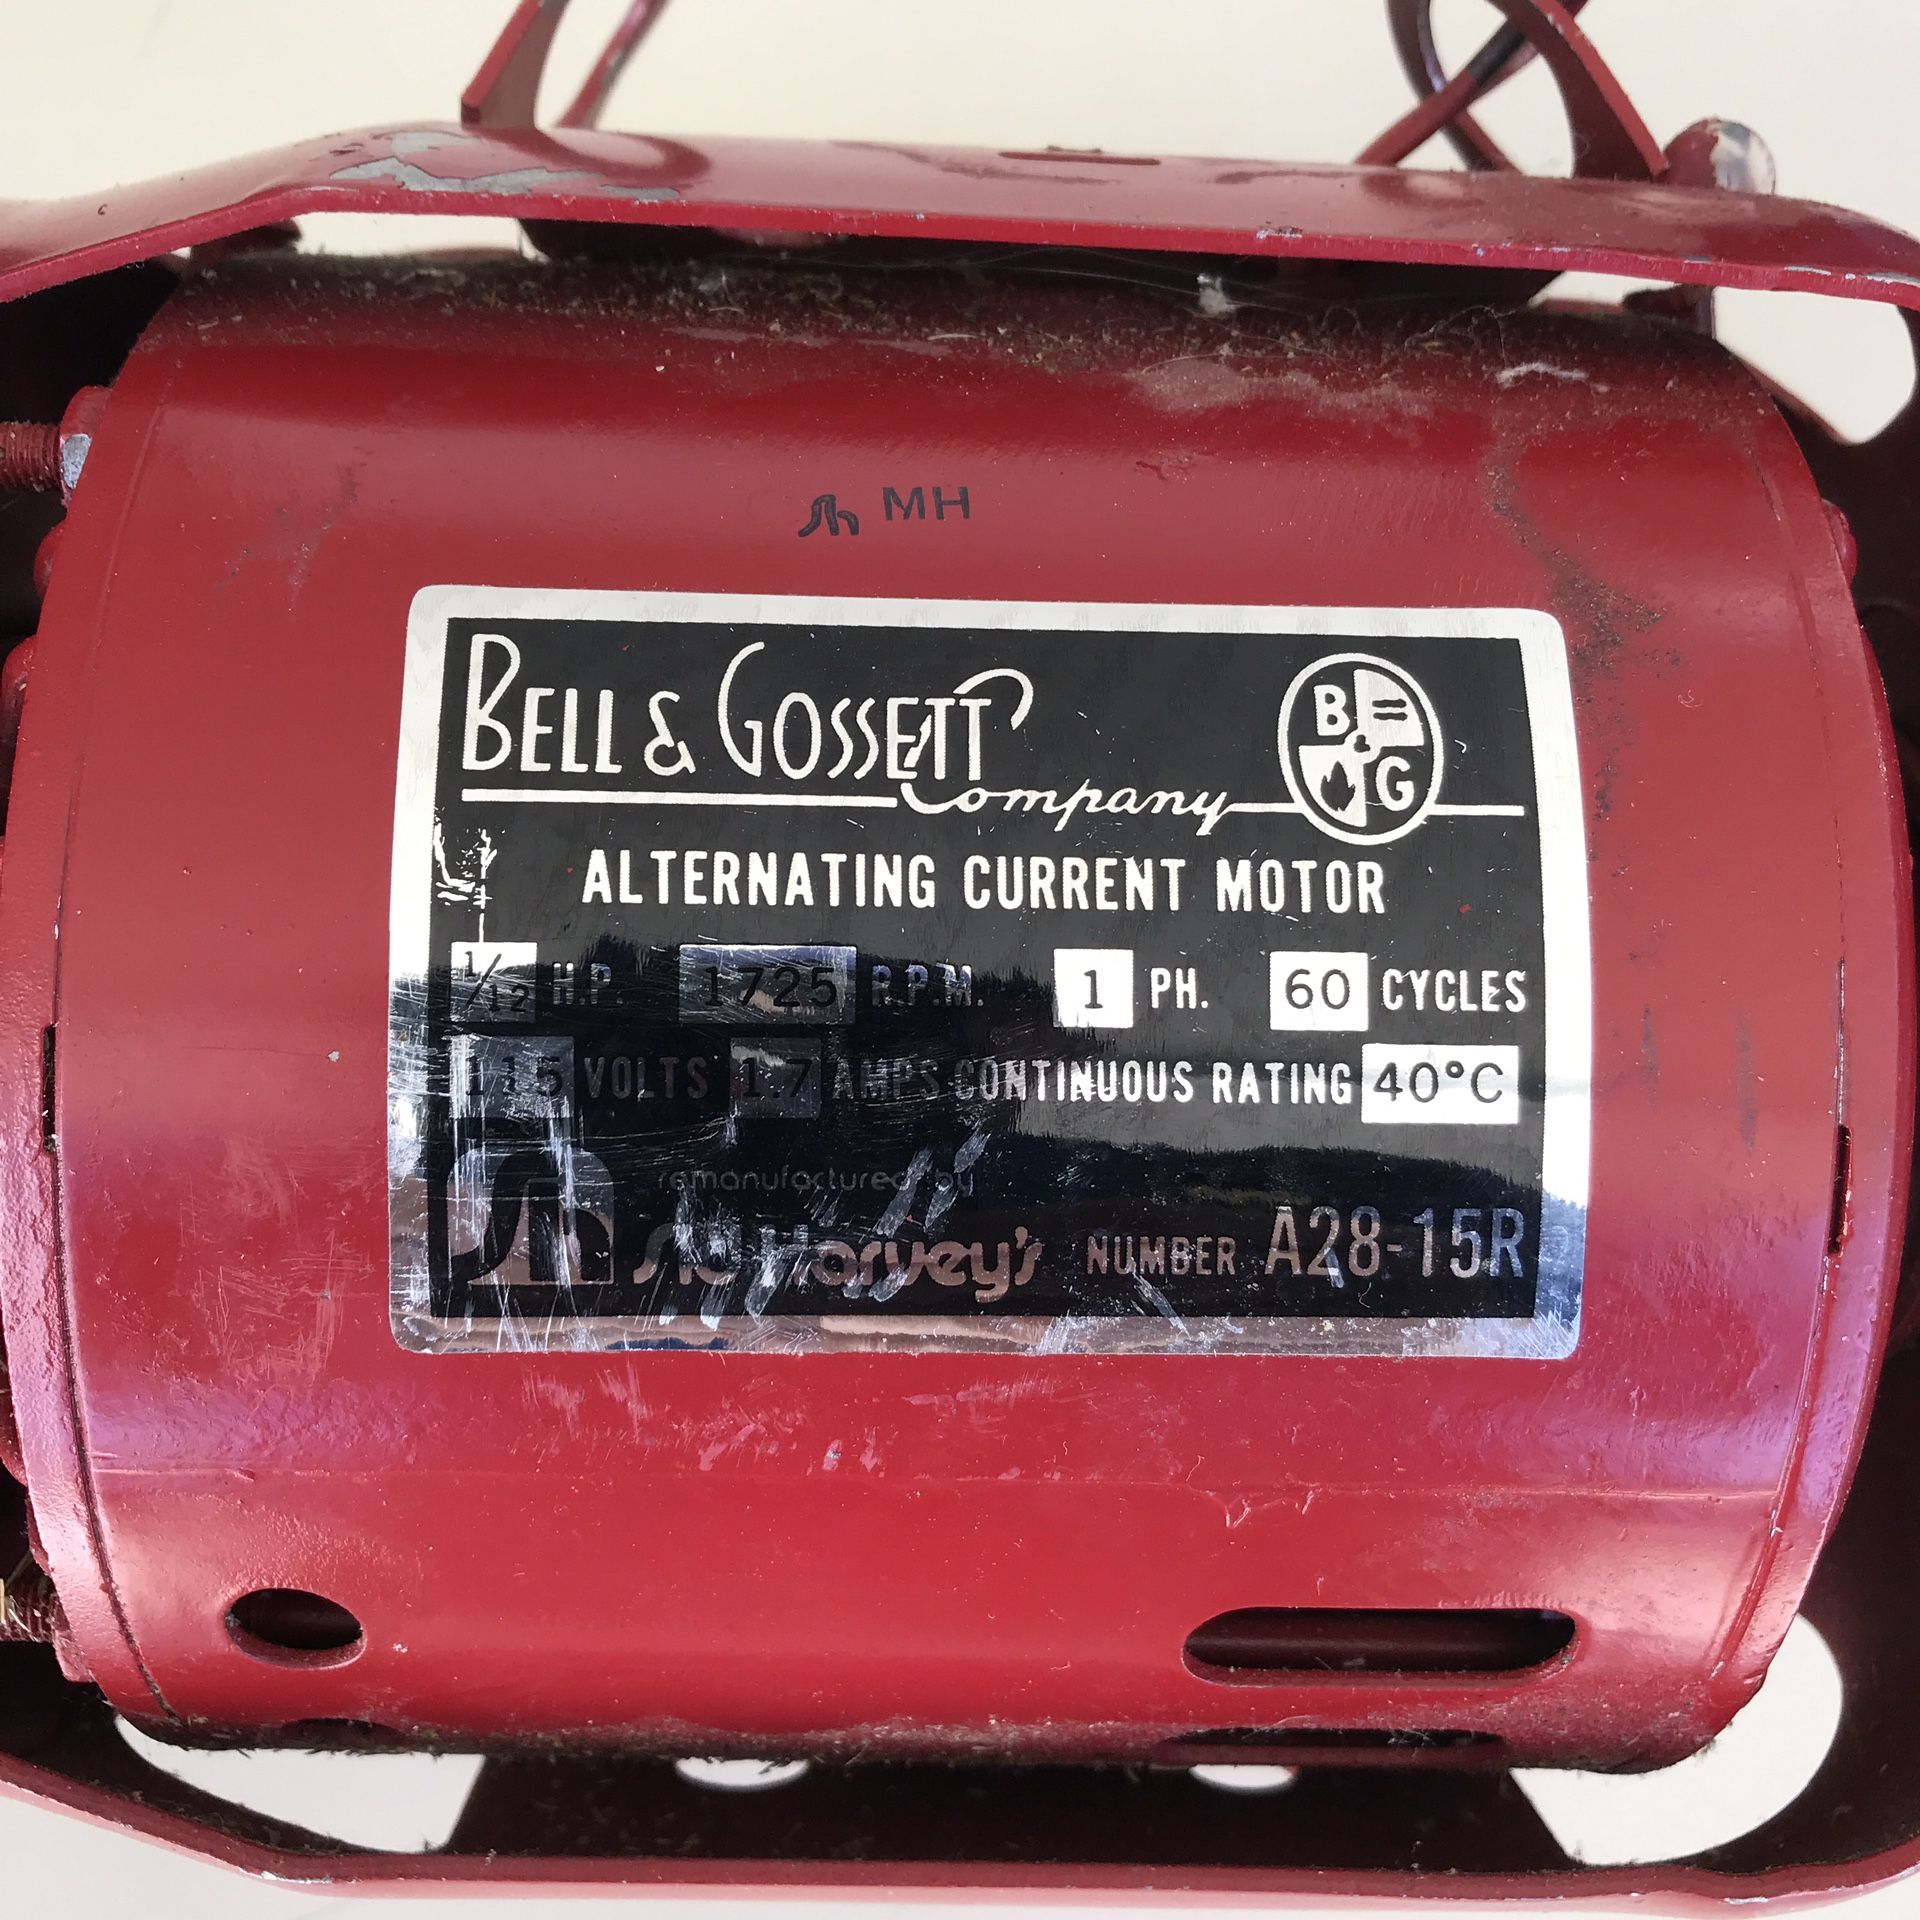 sh MH
BELL & GOSSETT
Company
B & G
ALTERNATING CURRENT MOTOR
1/12 H.P. 1725 R.P.M. 1 PH. 60 CYCLES
115 VOLTS 1.7 AMPS CONTINUOUS RATING 40°C
remanufactured by
sid Harvey's NUMBER A28-15R